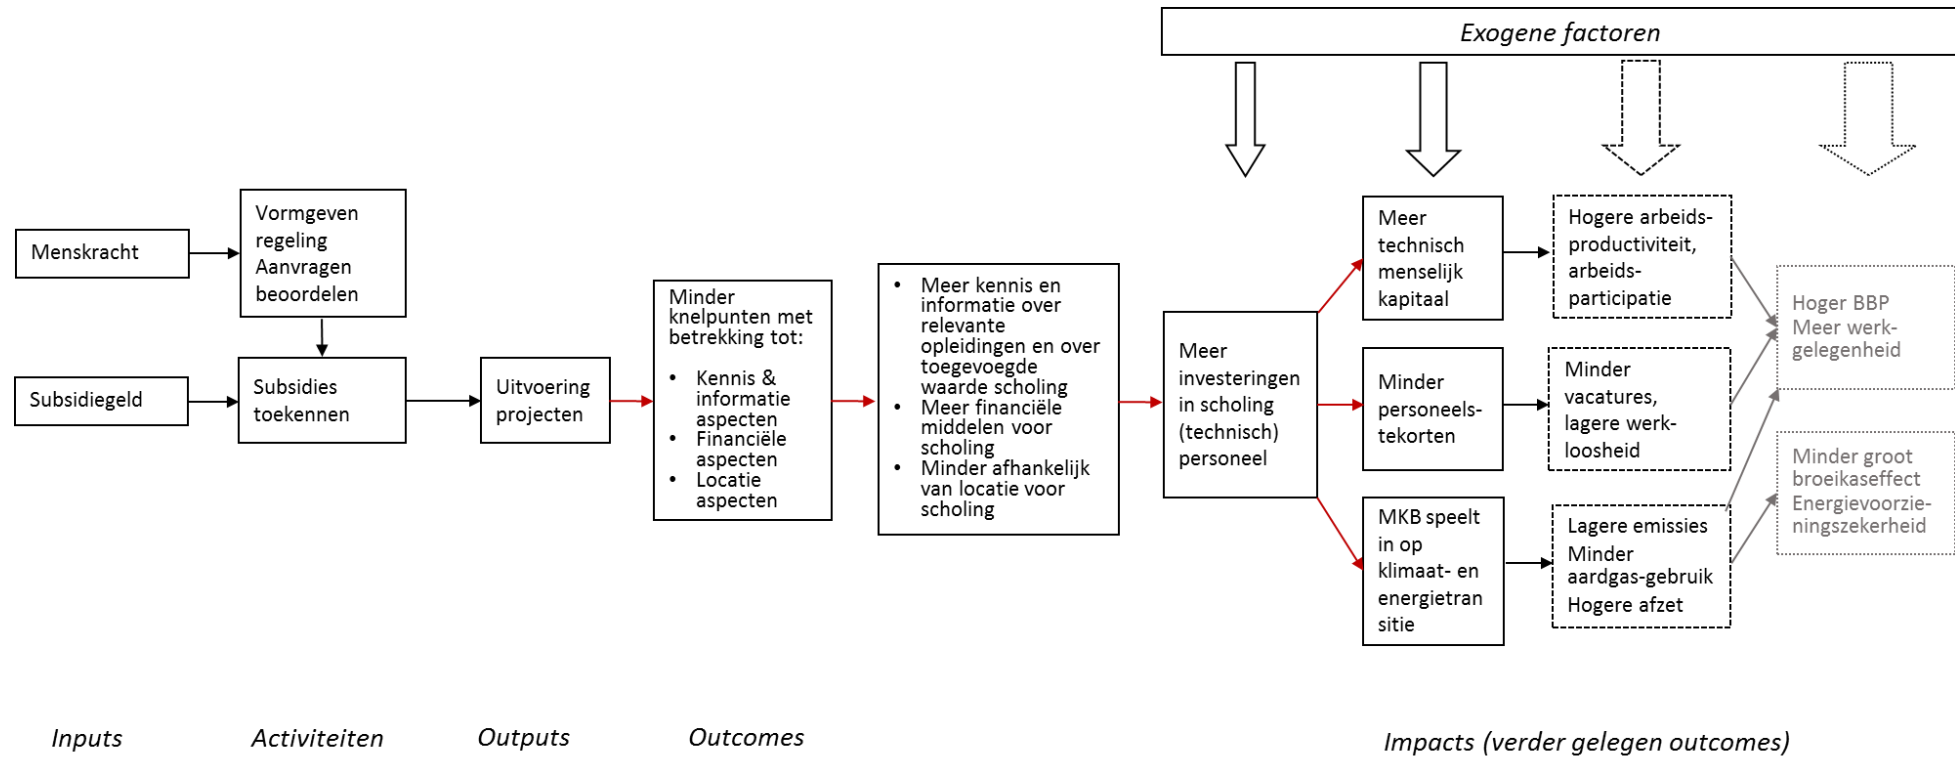 Exogene factoren
Menskracht
Subsidiegeld
Vormgeven
regeling
Aanvragen
beoordelen
Subsidies
toekennen
Uitvoering
projecten
Minder
knelpunten met
betrekking tot:
• Kennis &
informatie
aspecten
• Financiële
aspecten
• Locatie
aspecten
• Meer kennis en
informatie over
relevante
opleidingen en over
toegevoegde
waarde scholing
• Meer financiële
middelen voor
scholing
• Minder afhankelijk
van locatie voor
scholing
Meer
investeringen
in scholing
(technisch)
personeel
Meer
technisch
menselijk
kapitaal
Minder
personeels-
tekorten
MKB speelt
in op
klimaat- en
energietran
sitie
Hogere arbeids-
productiviteit,
arbeids-
participatie
Minder
vacatures,
lagere werk-
loosheid
Lagere emissies
Minder
aardgas-gebruik
Hogere afzet
Hoger BBP
Meer werk-
gelegenheid
Minder groot
broeikaseffect
Energievoorzie-
ningszekerheid
Inputs
Activiteiten
Outputs
Outcomes
Impacts (verder gelegen outcomes)